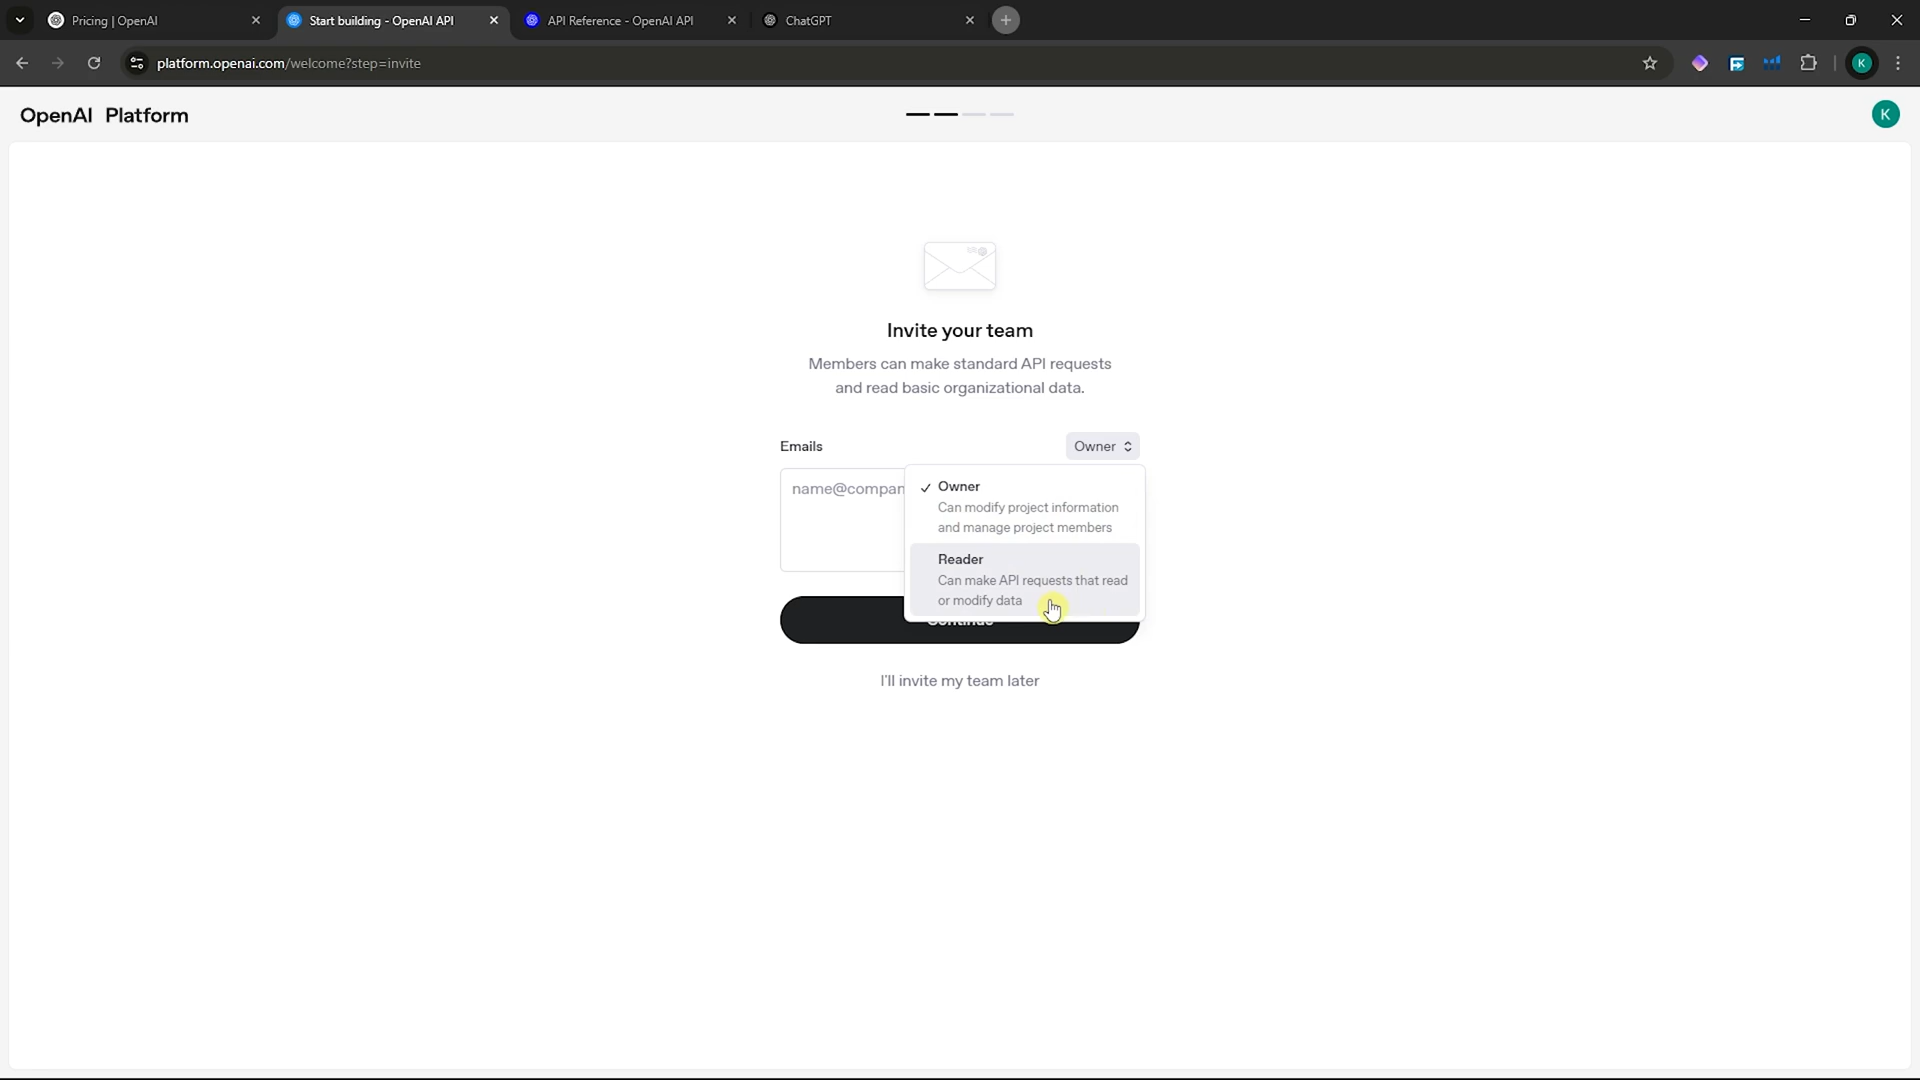 Pricing | OpenAI
Start building - OpenAI API
API Reference - OpenAI API
ChatGPT
platform.openai.com/welcome?step=invite
K
OpenAI Platform
K
Invite your team
Members can make standard API requests
and read basic organizational data.
Emails
Owner
name@compan
Owner
Can modify project information
and manage project members
Reader
Can make API requests that read
or modify data
Continue
I'll invite my team later